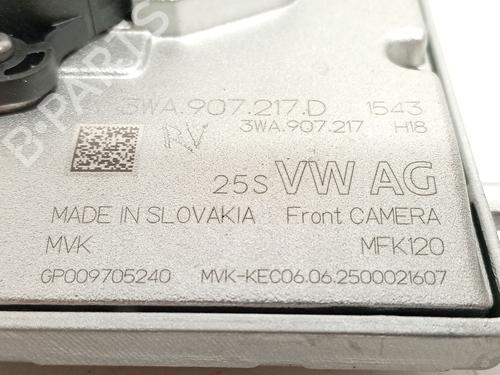 B-PARTS
3WA.907.217.D 1543
RV 3WA.907.217 H18
25S VW AG
MADE IN SLOVAKIA Front CAMERA
MVK MFK120
GP009705240 MVK-KEC06.06.2500021607